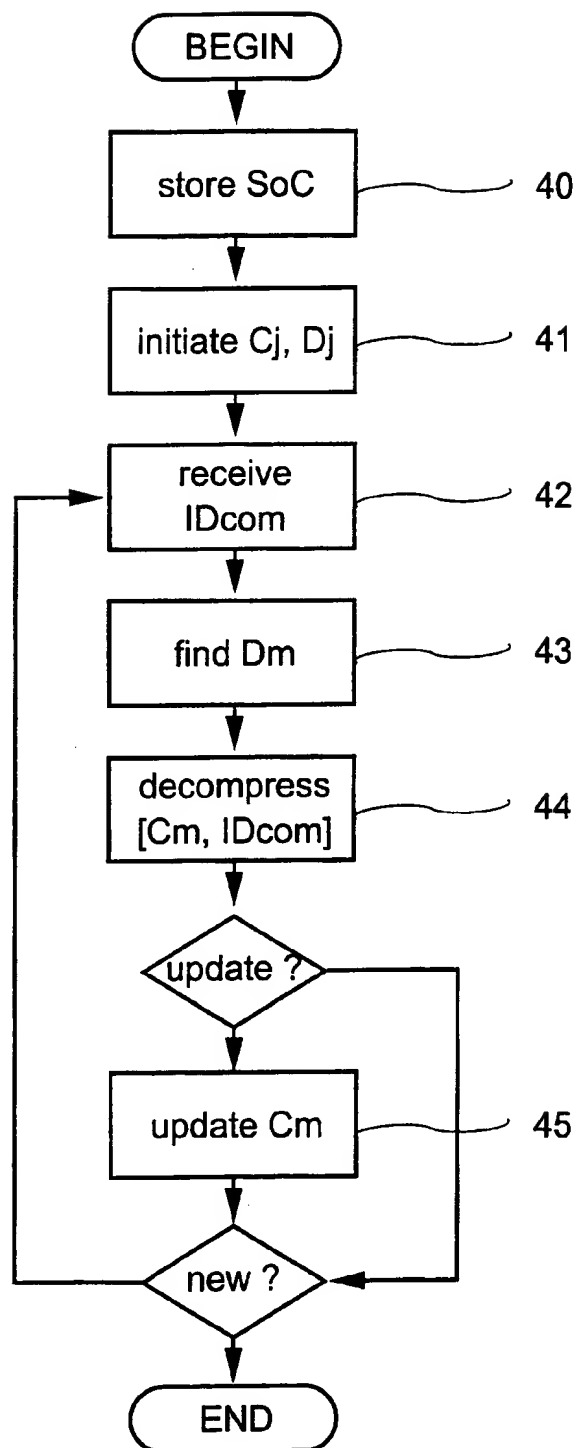 BEGIN
store SoC
40
initiate Cj, Dj
41
receive
IDcom
42
find Dm
43
decompress
[Cm, IDcom]
44
update ?
update Cm
45
new ?
END